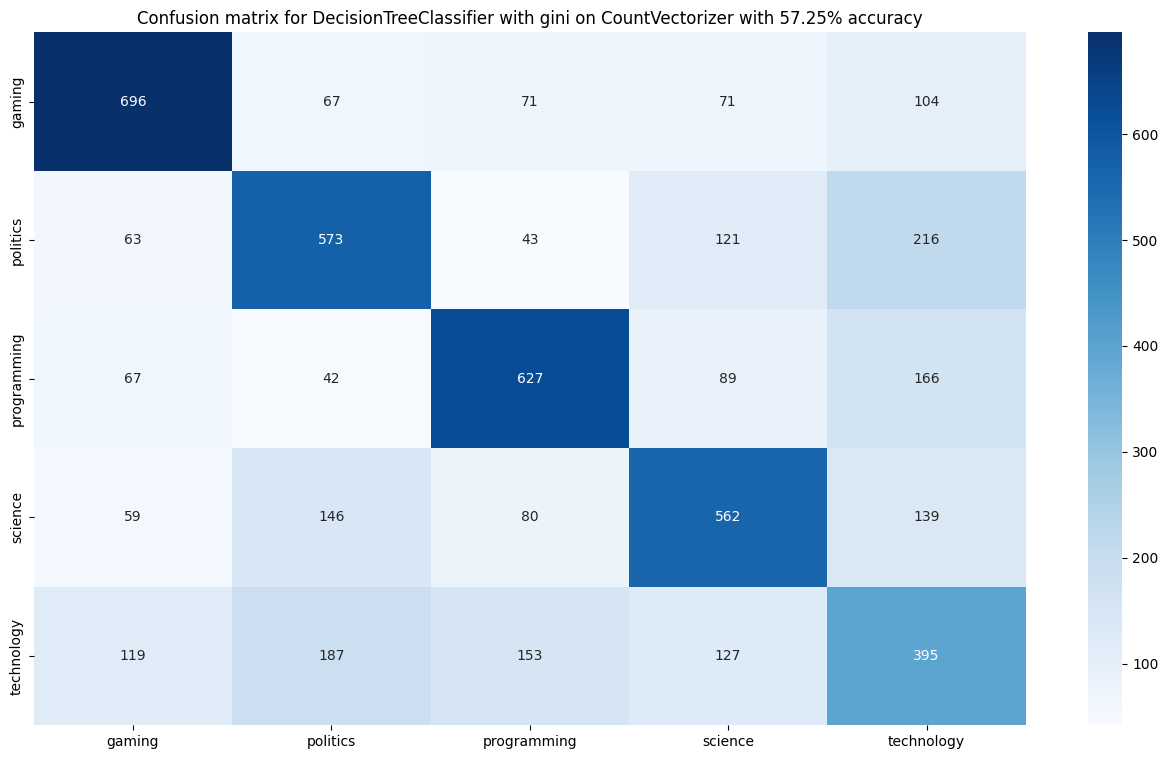 Confusion matrix for DecisionTreeClassifier with gini on CountVectorizer with 57.25% accuracy
gaming 696 67 71 71 104
politics 63 573 43 121 216
programming 67 42 627 89 166
science 59 146 80 562 139
technology 119 187 153 127 395
gaming politics programming science technology
600
500
400
300
200
100